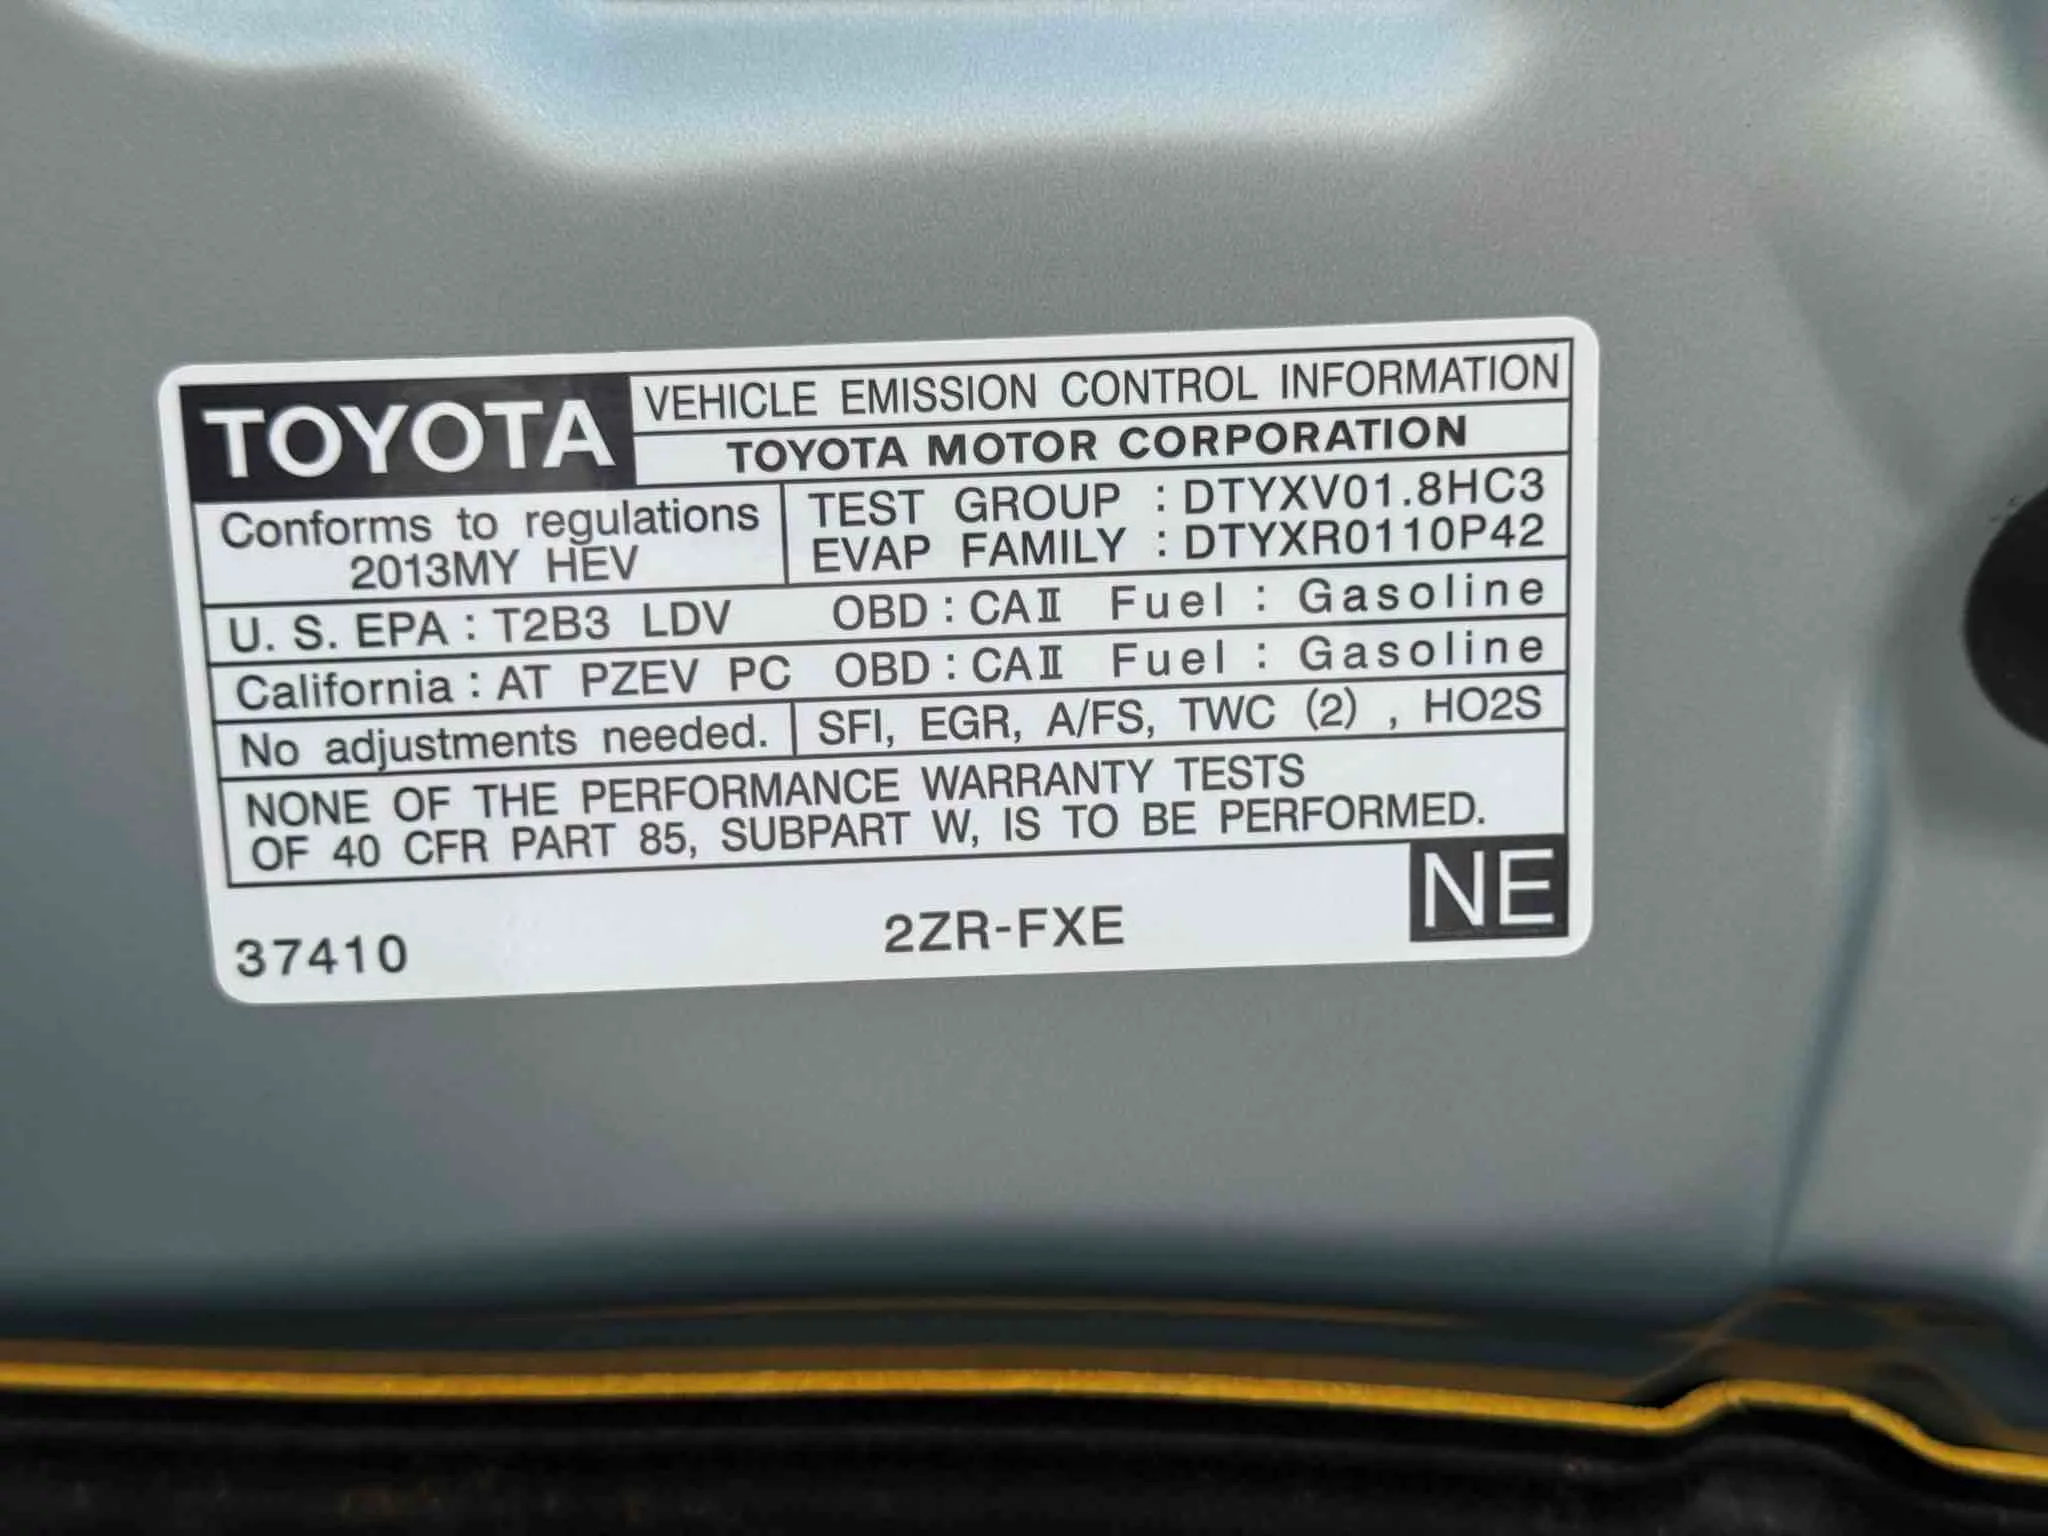 TOYOTA
VEHICLE EMISSION CONTROL INFORMATION
TOYOTA MOTOR CORPORATION
Conforms to regulations
2013MY HEV
TEST GROUP : DTYXV01.8HC3
EVAP FAMILY : DTYXR0110P42
U. S. EPA : T2B3 LDV OBD : CAⅡ Fuel : Gasoline
California : AT PZEV PC OBD : CAⅡ Fuel : Gasoline
No adjustments needed.
SFI, EGR, A/FS, TWC (2) , HO2S
NONE OF THE PERFORMANCE WARRANTY TESTS
OF 40 CFR PART 85, SUBPART W, IS TO BE PERFORMED.
37410
2ZR-FXE
NE